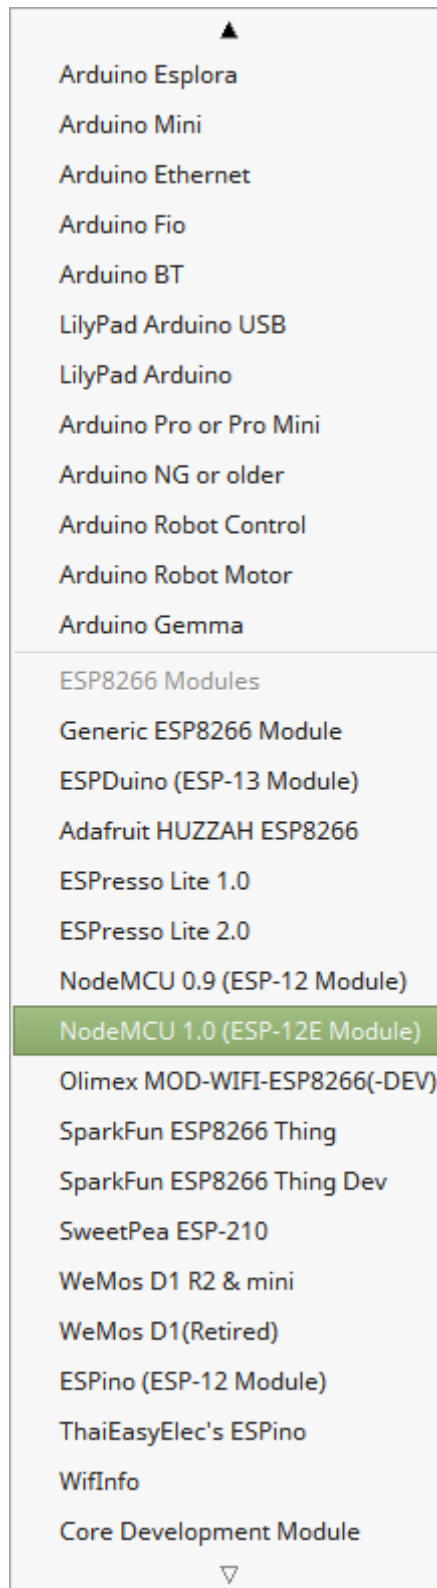 Arduino Esplora
Arduino Mini
Arduino Ethernet
Arduino Fio
Arduino BT
LilyPad Arduino USB
LilyPad Arduino
Arduino Pro or Pro Mini
Arduino NG or older
Arduino Robot Control
Arduino Robot Motor
Arduino Gemma
ESP8266 Modules
Generic ESP8266 Module
ESPDuino (ESP-13 Module)
Adafruit HUZZAH ESP8266
ESPresso Lite 1.0
ESPresso Lite 2.0
NodeMCU 0.9 (ESP-12 Module)
NodeMCU 1.0 (ESP-12E Module)
Olimex MOD-WIFI-ESP8266(-DEV)
SparkFun ESP8266 Thing
SparkFun ESP8266 Thing Dev
SweetPea ESP-210
WeMos D1 R2 & mini
WeMos D1(Retired)
ESPino (ESP-12 Module)
ThaiEasyElec's ESPino
WifInfo
Core Development Module